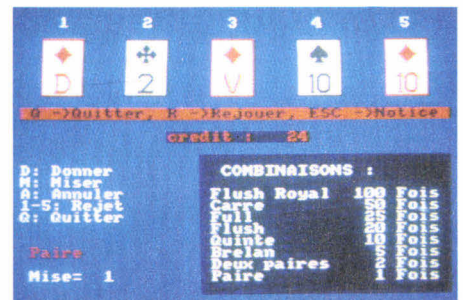 1 2 3 4 5
D 2 V 10 10
Q ->Quitter, R ->Rejouer, ESC ->Notice
credit : 24
D: Donner
M: Miser
A: Annuler
1-5: Rejet
Q: Quitter
Paire
Mise= 1
COMBINAISONS :
Flush Royal 100 Fois
Carre 50 Fois
Full 25 Fois
Flush 20 Fois
Quinte 10 Fois
Brelan 5 Fois
Deux paires 2 Fois
Paire 1 Fois